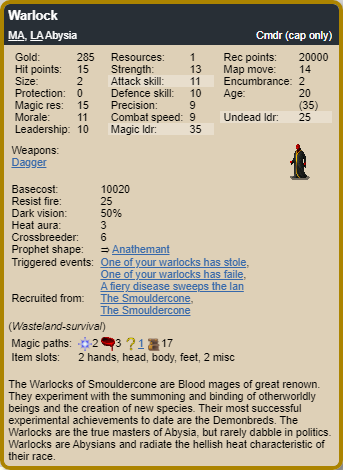 Warlock
MA, LA Abysia Cmdr (cap only)
Gold: 285 Resources: 1 Rec points: 20000
Hit points: 15 Strength: 13 Map move: 14
Size: 2 Attack skill: 11 Encumbrance: 2
Protection: 0 Defence skill: 10 Age: 20
Magic res: 15 Precision: 9 (35)
Morale: 11 Combat speed: 9 Undead ldr: 25
Leadership: 10 Magic ldr: 35
Weapons:
Dagger
Basecost: 10020
Resist fire: 25
Dark vision: 50%
Heat aura: 3
Crossbreeder: 6
Prophet shape: ⇒ Anathemant
Triggered events: One of your warlocks has stole,
One of your warlocks has faile,
A fiery disease sweeps the lan
Recruited from: The Smouldercone,
The Smouldercone
(Wasteland-survival)
Magic paths: 2 3 ? 1 17
Item slots: 2 hands, head, body, feet, 2 misc
The Warlocks of Smouldercone are Blood mages of great renown.
They experiment with the summoning and binding of otherworldly
beings and the creation of new species. Their most successful
experimental achievements to date are the Demonbreds. The
Warlocks are the true masters of Abysia, but rarely dabble in politics.
Warlocks are Abysians and radiate the hellish heat characteristic of
their race.